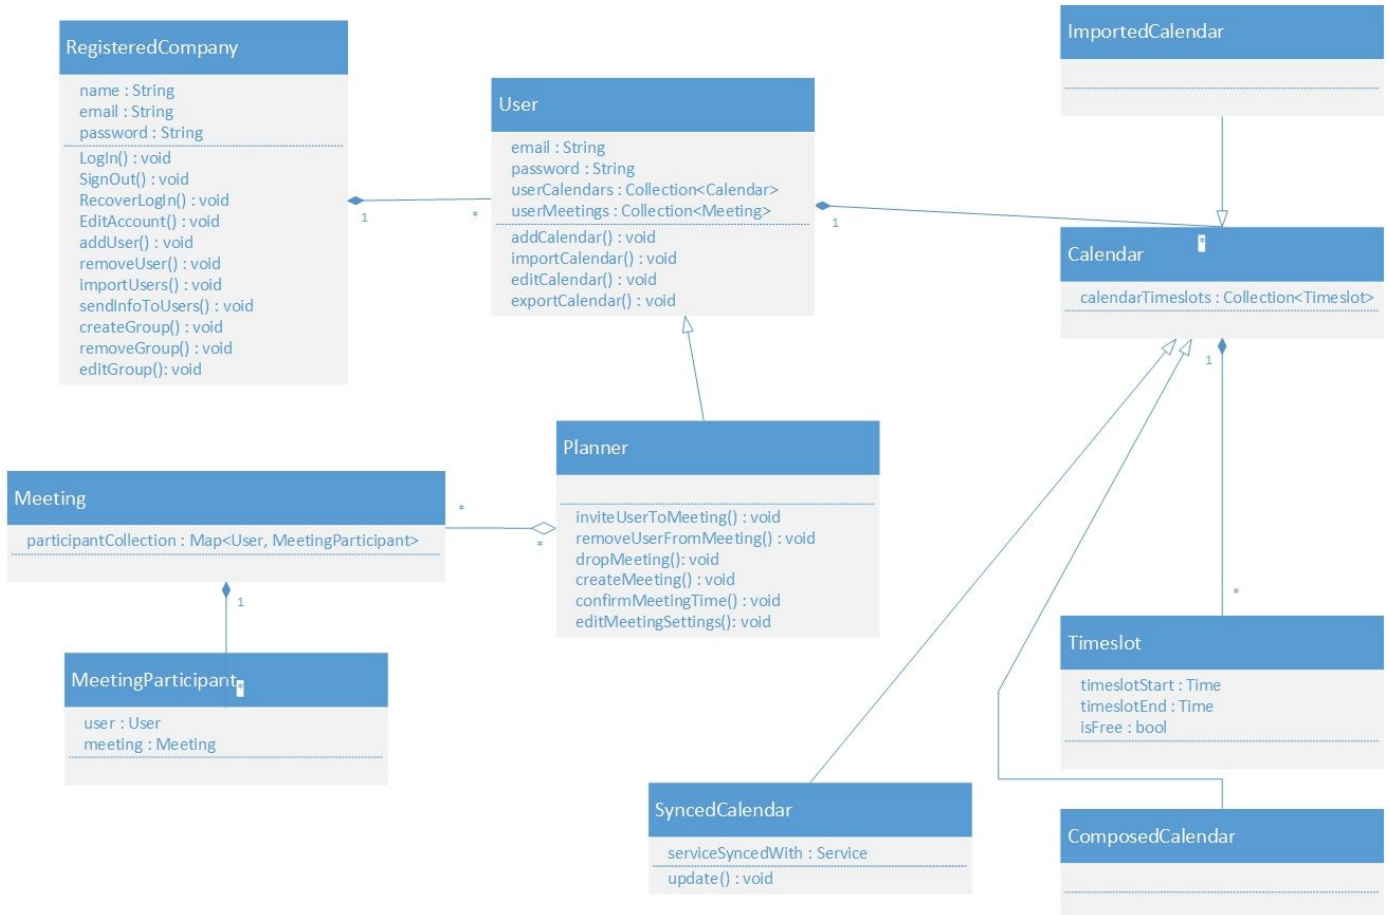 RegisteredCompany
name : String
email : String
password : String
LogIn() : void
SignOut() : void
RecoverLogIn() : void
EditAccount() : void
addUser() : void
removeUser() : void
importUsers() : void
sendInfoToUsers() : void
createGroup() : void
removeGroup() : void
editGroup(): void
1
*
User
email : String
password : String
userCalendars : Collection<Calendar>
userMeetings : Collection<Meeting>
addCalendar() : void
importCalendar() : void
editCalendar() : void
exportCalendar() : void
1
*
ImportedCalendar
Calendar
calendarTimeslots : Collection<Timeslot>
1
*
Planner
inviteUserToMeeting() : void
removeUserFromMeeting() : void
dropMeeting(): void
createMeeting() : void
confirmMeetingTime() : void
editMeetingSettings(): void
*
*
Meeting
participantCollection : Map<User, MeetingParticipant>
1
MeetingParticipant
*
user : User
meeting : Meeting
Timeslot
timeslotStart : Time
timeslotEnd : Time
isFree : bool
SyncedCalendar
serviceSyncedWith : Service
update() : void
ComposedCalendar